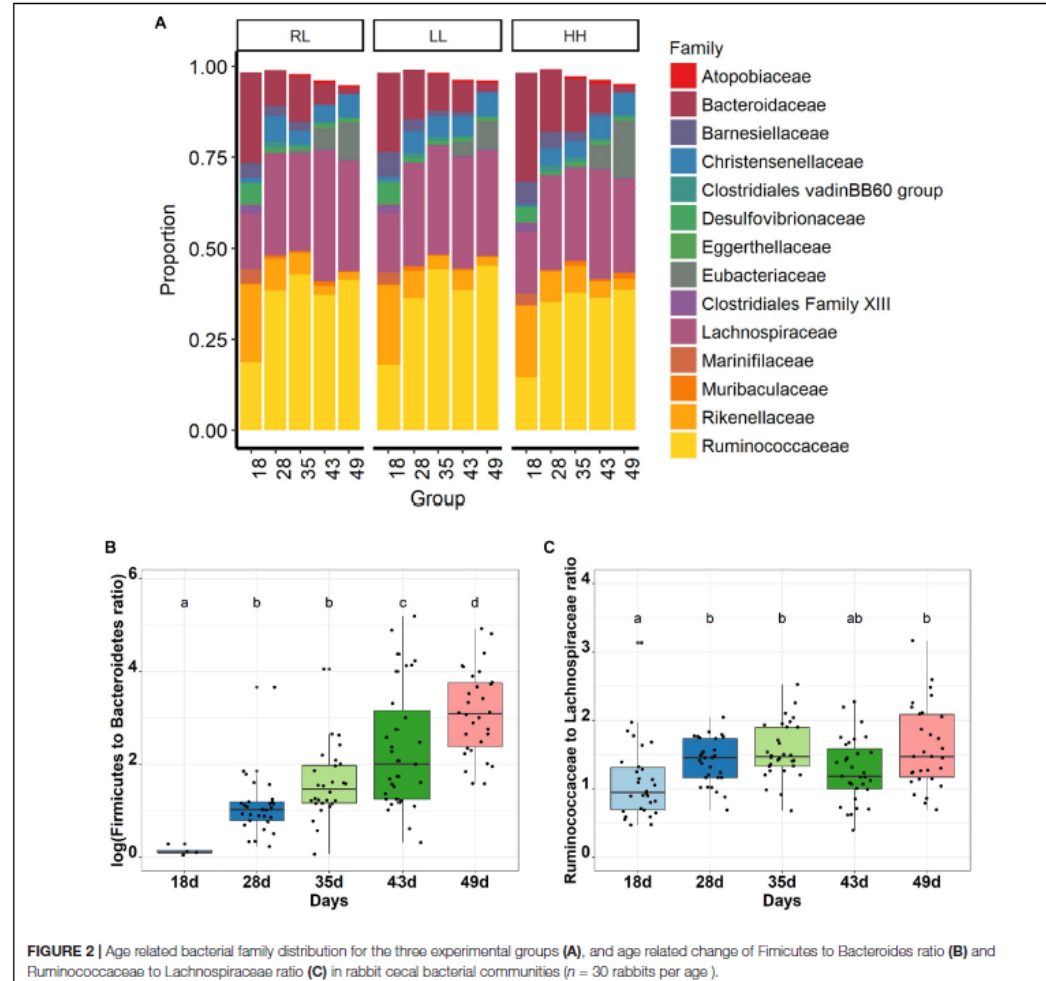 A
RL LL HH
Family
1.00
0.75
0.50
0.25
0.00
Proportion
Atopobiaceae
Bacteroidaceae
Barnesiellaceae
Christensenellaceae
Clostridiales vadinBB60 group
Desulfovibrionaceae
Eggerthellaceae
Eubacteriaceae
Clostridiales Family XIII
Lachnospiraceae
Marinifilaceae
Muribaculaceae
Rikenellaceae
Ruminococcaceae
18 28 35 43 49 18 28 35 43 49 18 28 35 43 49
Group
B
log(Firmicutes to Bacteroidetes ratio)
6
4
2
0
a b b c d
18d 28d 35d 43d 49d
Days
C
Ruminococcaceae to Lachnospiraceae ratio
4
3
2
1
0
a b b ab b
18d 28d 35d 43d 49d
Days
FIGURE 2 | Age related bacterial family distribution for the three experimental groups (A), and age related change of Firmicutes to Bacteroides ratio (B) and
Ruminococcaceae to Lachnospiraceae ratio (C) in rabbit cecal bacterial communities (n = 30 rabbits per age ).